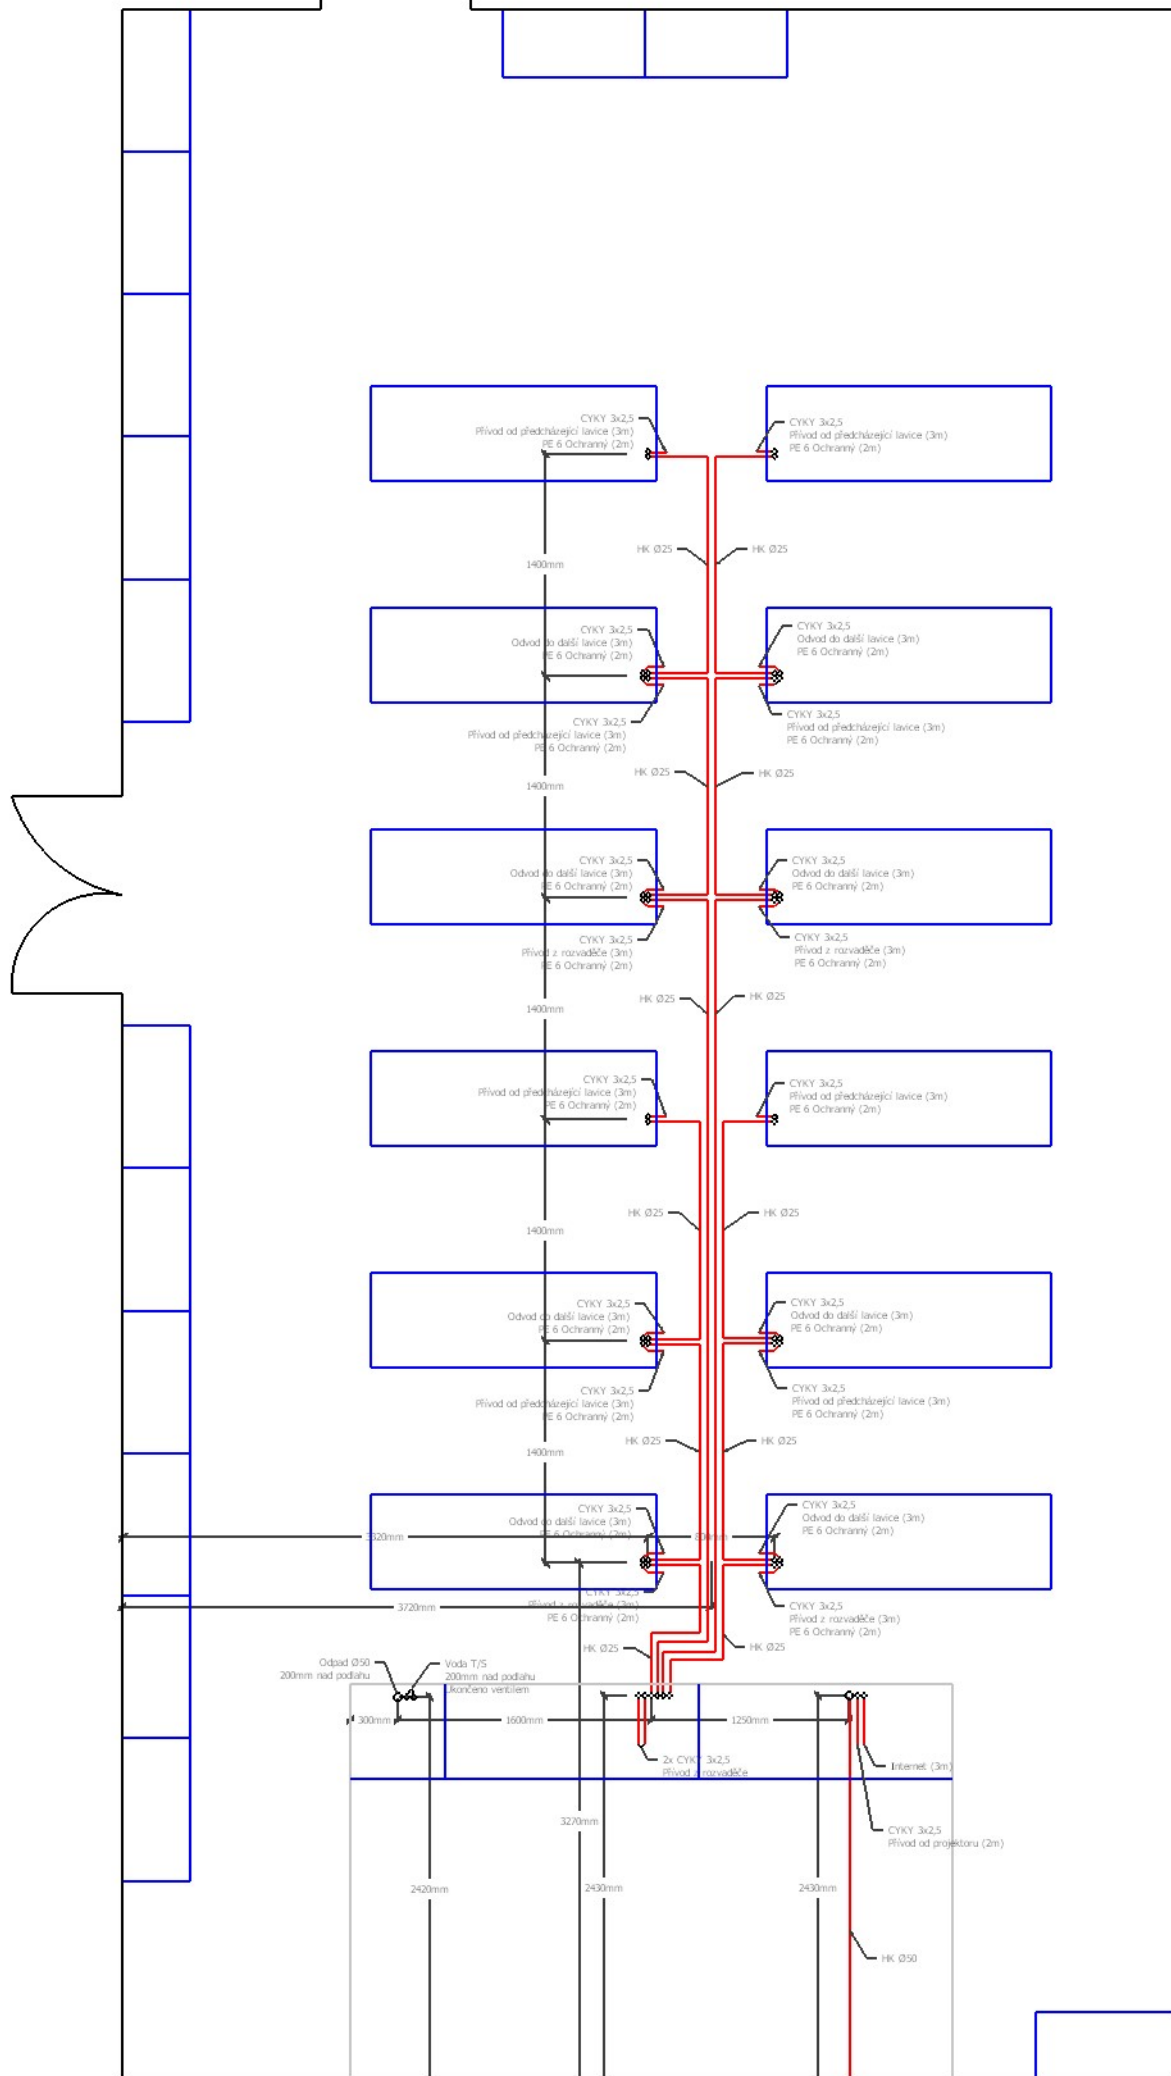 CYKY 3x2,5
Přívod od předcházející lavice (3m)
PE 6 Ochranný (2m)
CYKY 3x2,5
Přívod od předcházející lavice (3m)
PE 6 Ochranný (2m)
HK Ø25
HK Ø25
1400mm
CYKY 3x2,5
Odvod do další lavice (3m)
PE 6 Ochranný (2m)
CYKY 3x2,5
Odvod do další lavice (3m)
PE 6 Ochranný (2m)
CYKY 3x2,5
Přívod od předcházející lavice (3m)
PE 6 Ochranný (2m)
CYKY 3x2,5
Přívod od předcházející lavice (3m)
PE 6 Ochranný (2m)
HK Ø25
HK Ø25
1400mm
CYKY 3x2,5
Odvod do další lavice (3m)
PE 6 Ochranný (2m)
CYKY 3x2,5
Odvod do další lavice (3m)
PE 6 Ochranný (2m)
CYKY 3x2,5
Přívod z rozvaděče (3m)
PE 6 Ochranný (2m)
CYKY 3x2,5
Přívod z rozvaděče (3m)
PE 6 Ochranný (2m)
HK Ø25
HK Ø25
1400mm
CYKY 3x2,5
Přívod od předcházející lavice (3m)
PE 6 Ochranný (2m)
CYKY 3x2,5
Přívod od předcházející lavice (3m)
PE 6 Ochranný (2m)
HK Ø25
HK Ø25
1400mm
CYKY 3x2,5
Odvod do další lavice (3m)
PE 6 Ochranný (2m)
CYKY 3x2,5
Odvod do další lavice (3m)
PE 6 Ochranný (2m)
CYKY 3x2,5
Přívod od předcházející lavice (3m)
PE 6 Ochranný (2m)
CYKY 3x2,5
Přívod od předcházející lavice (3m)
PE 6 Ochranný (2m)
HK Ø25
HK Ø25
1400mm
CYKY 3x2,5
Odvod do další lavice (3m)
PE 6 Ochranný (2m)
CYKY 3x2,5
Odvod do další lavice (3m)
PE 6 Ochranný (2m)
3320mm
CYKY 3x2,5
Přívod z rozvaděče (3m)
PE 6 Ochranný (2m)
CYKY 3x2,5
Přívod z rozvaděče (3m)
PE 6 Ochranný (2m)
3720mm
HK Ø25
HK Ø25
Odpad Ø50
200mm nad podlahu
Voda T/S
200mm nad podlahu
Ukončeno ventilem
300mm
1600mm
1250mm
2x CYKY 3x2,5
Přívod z rozvaděče
Internet (3m)
3270mm
CYKY 3x2,5
Přívod od projektoru (2m)
2420mm
2430mm
2430mm
HK Ø50